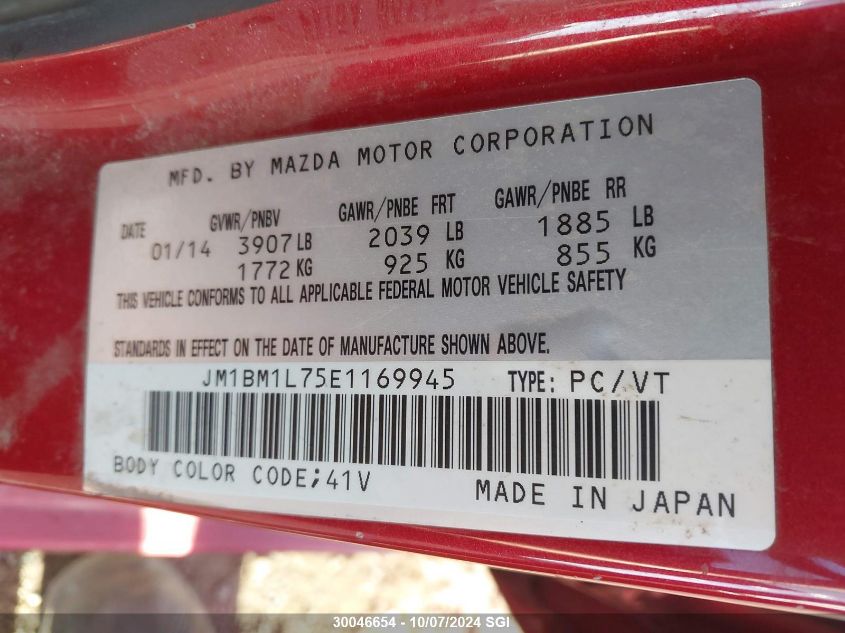 MFD. BY MAZDA MOTOR CORPORATION
DATE GVWR/PNBV GAWR/PNBE FRT GAWR/PNBE RR
01/14 3907 LB 2039 LB 1885 LB
1772 KG 925 KG 855 KG
THIS VEHICLE CONFORMS TO ALL APPLICABLE FEDERAL MOTOR VEHICLE SAFETY
STANDARDS IN EFFECT ON THE DATE OF MANUFACTURE SHOWN ABOVE.
JM1BM1L75E1169945 TYPE: PC/VT
BODY COLOR CODE;41V MADE IN JAPAN
30046654 - 10/07/2024 SGI